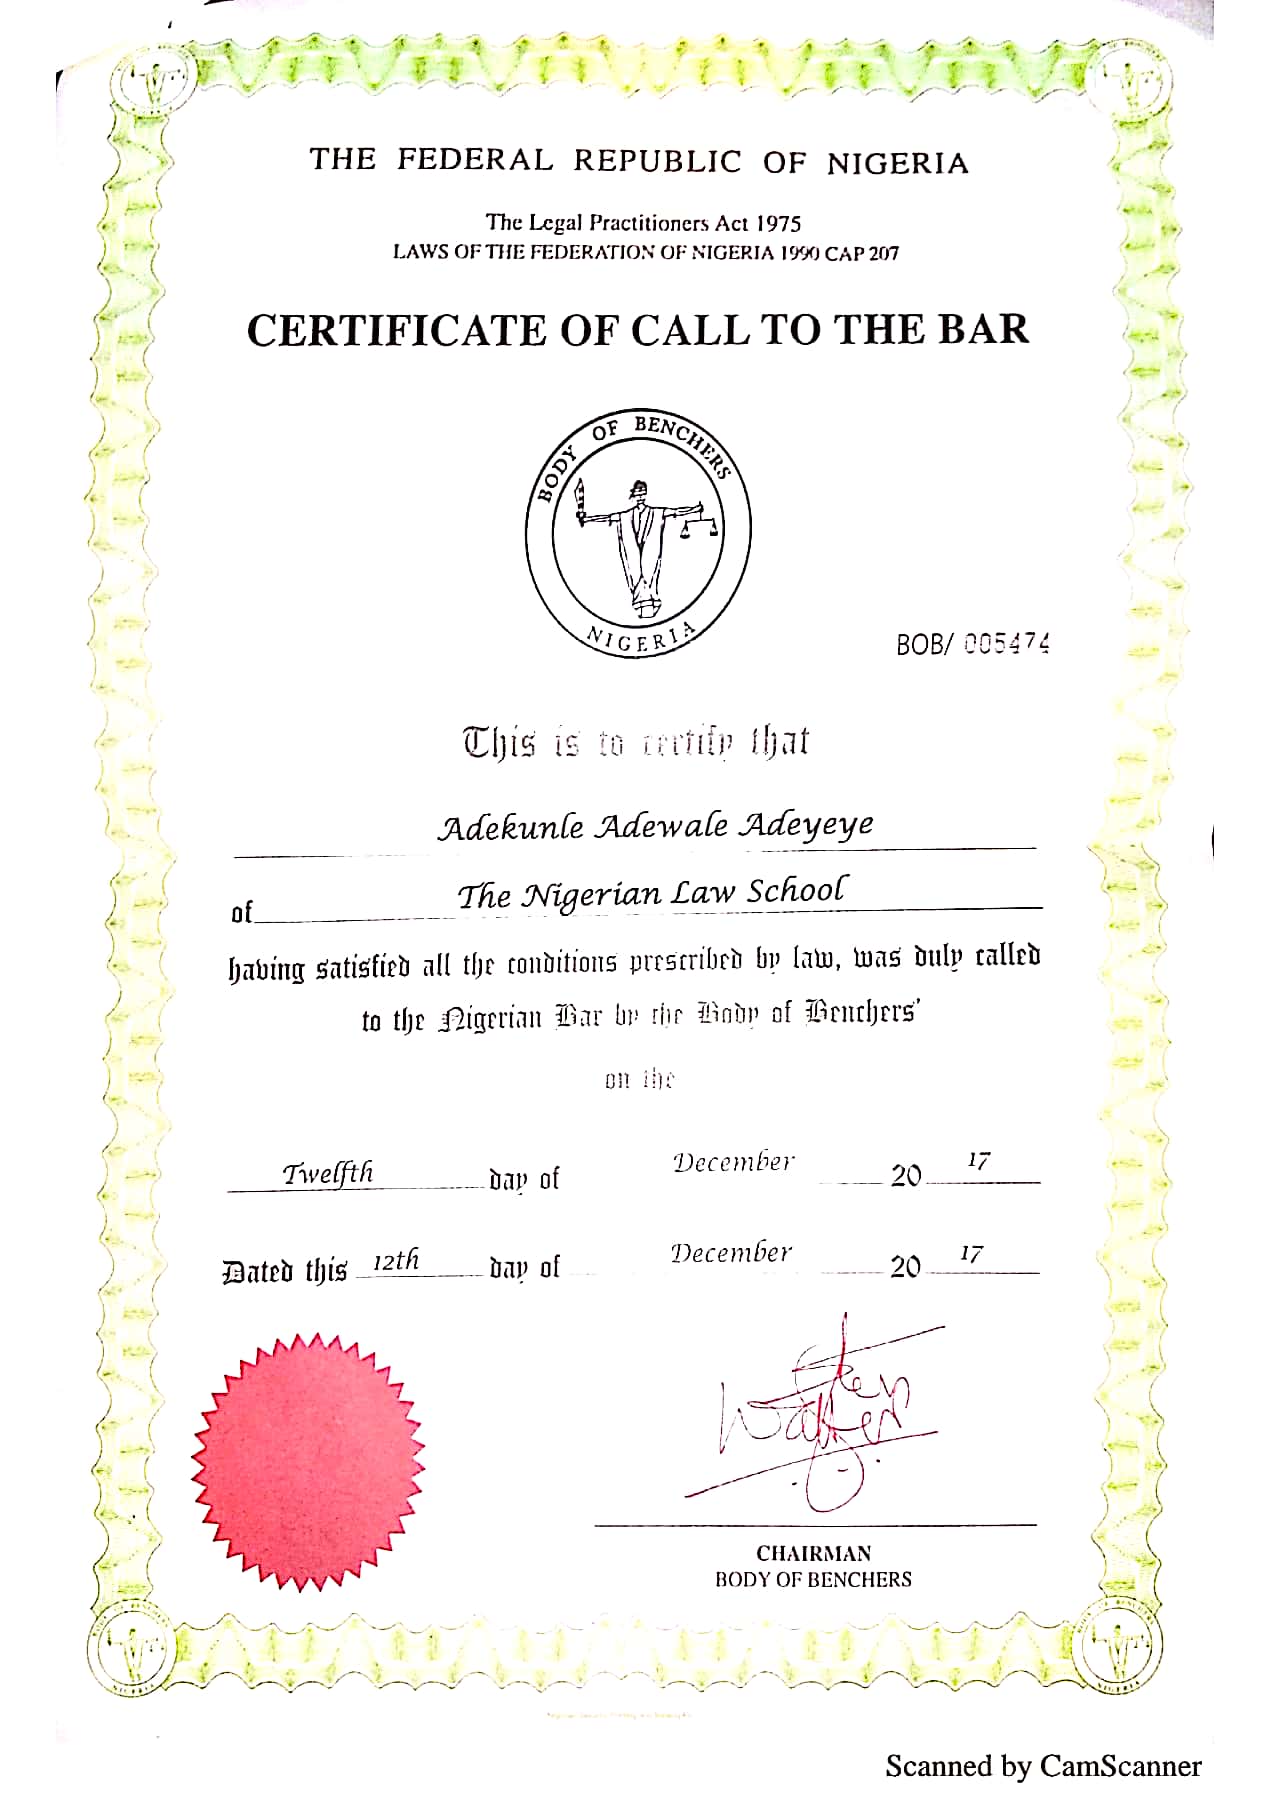 THE FEDERAL REPUBLIC OF NIGERIA
The Legal Practitioners Act 1975
LAWS OF THE FEDERATION OF NIGERIA 1990 CAP 207
CERTIFICATE OF CALL TO THE BAR
BODY OF BENCHERS
NIGERIA
BOB/ 005474
This is to certify that
Adekunle Adewale Adeyeye
of The Nigerian Law School
having satisfied all the conditions prescribed by law, was duly called
to the Nigerian Bar by the Body of Benchers'
on the
Twelfth day of December 20 17
Dated this 12th day of December 20 17
CHAIRMAN
BODY OF BENCHERS
NIGERIA
NIGERIA
Scanned by CamScanner